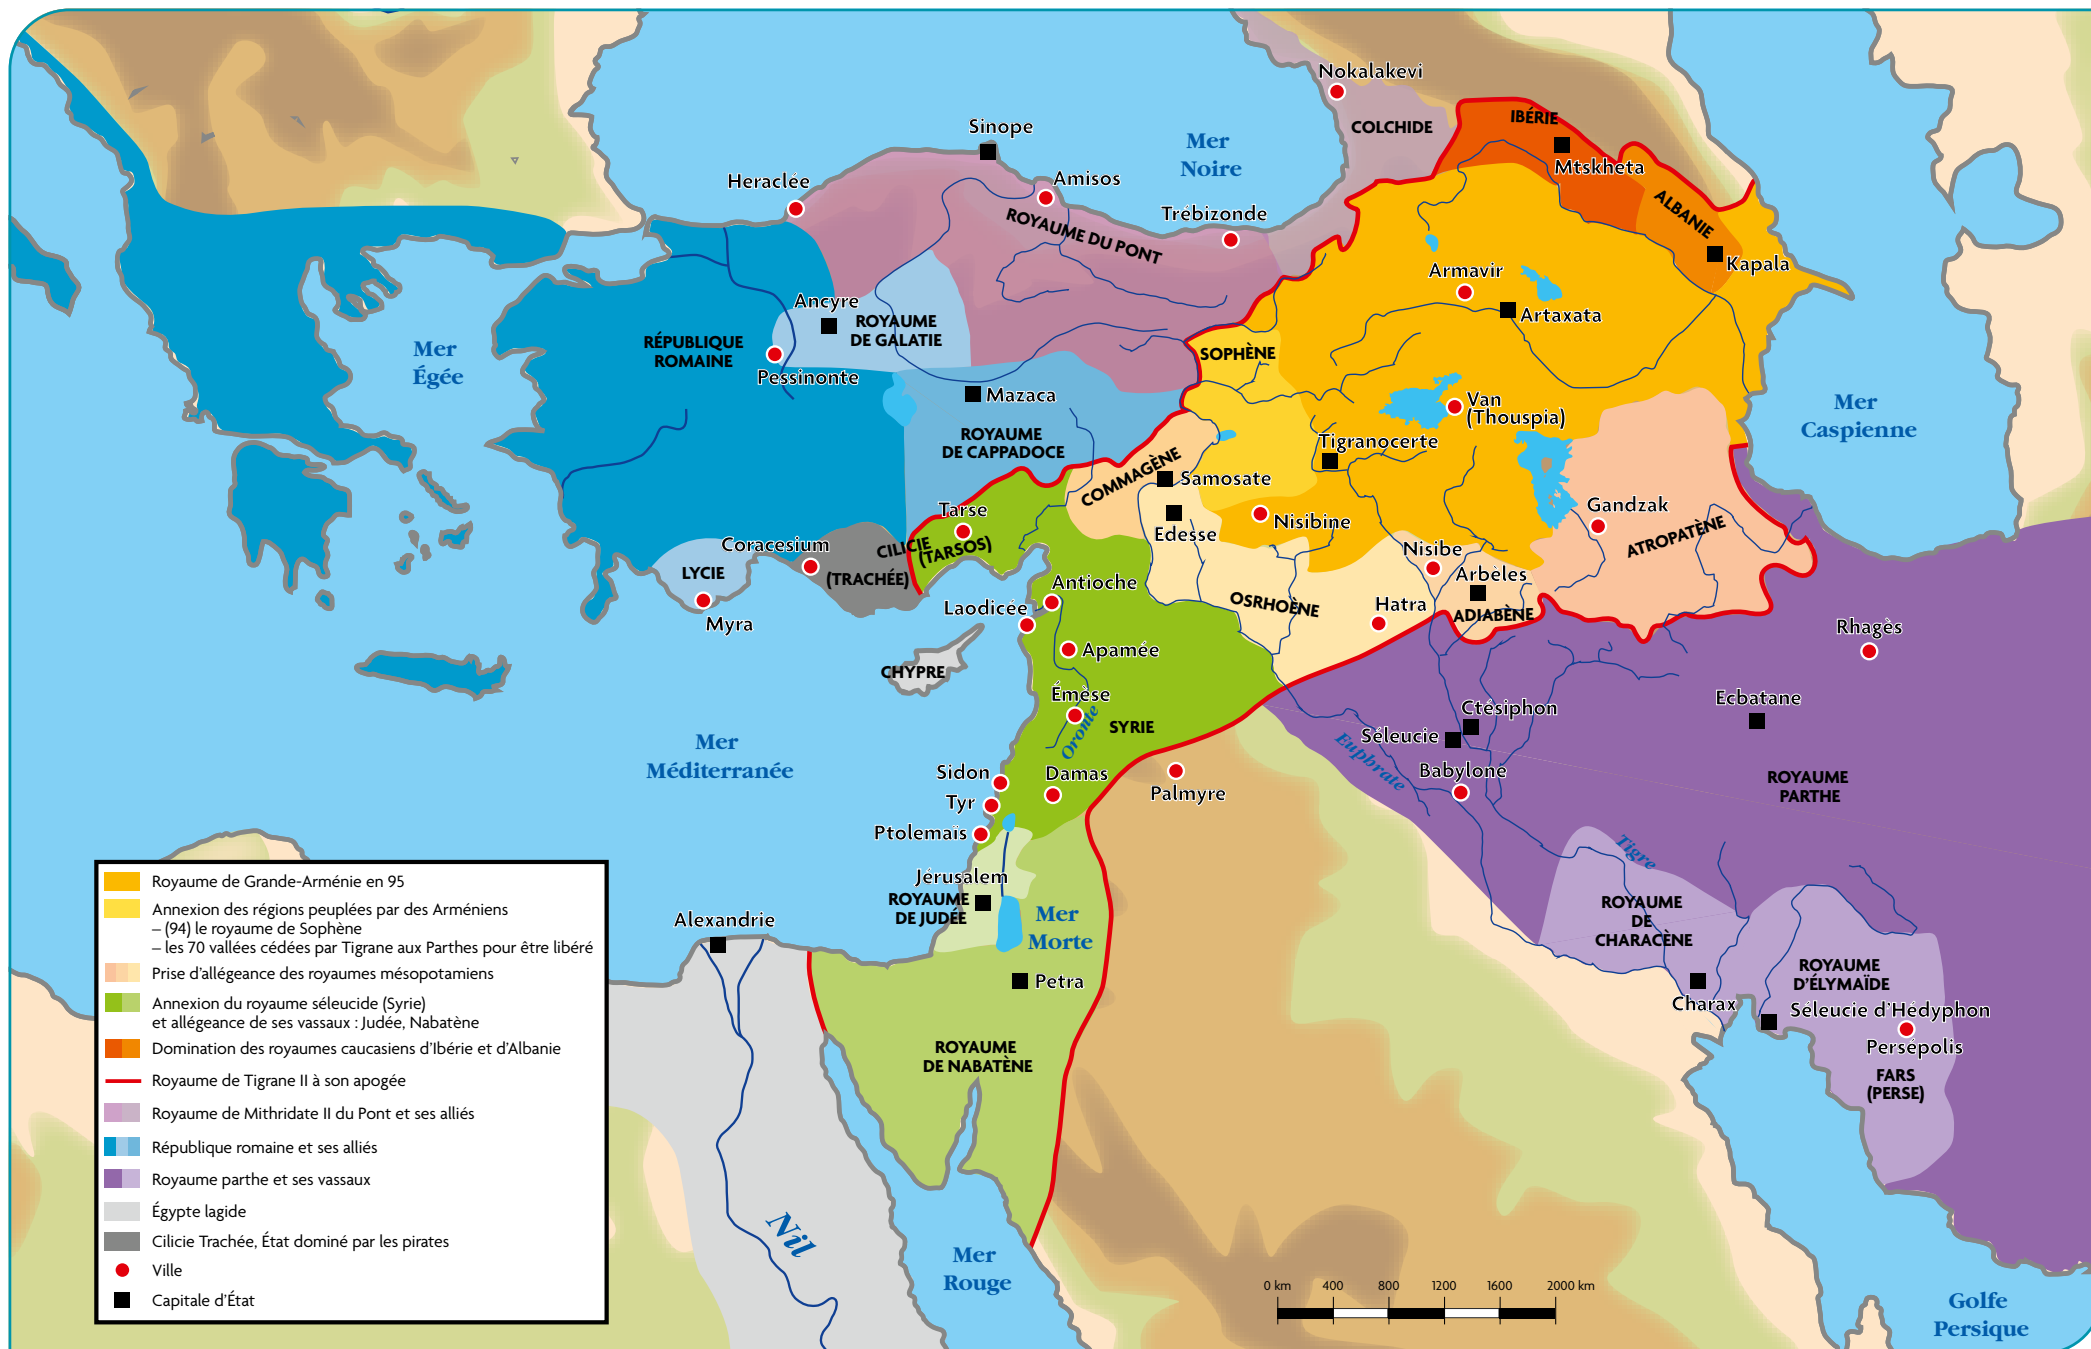 Nokalakevi
COLCHIDE
IBÉRIE
Mtskheta
ALBANIE
Kapala
Sinope
Mer
Noire
Heraclée
Amisos
Trébizonde
ROYAUME DU PONT
Armavir
Artaxata
Ancyre
ROYAUME
DE GALATIE
RÉPUBLIQUE
ROMAINE
Pessinonte
Mer
Égée
SOPHÈNE
Mazaca
Van
(Thouspia)
Mer
Caspienne
ROYAUME
DE CAPPADOCE
Tigranocerte
COMMAGÈNE
Samosate
Tarse
Nisibine
Gandzak
ATROPATÈNE
Edesse
Coracesium
CILICIE
(TARSOS)
(TRACHÉE)
Nisibe
LYCIE
Arbèles
Antioche
Myra
Laodicée
OSRHOÈNE
Hatra
ADIABÈNE
Rhagès
Apamée
CHYPRE
Émèse
Oronte
SYRIE
Ecbatane
Ctésiphon
Séleucie
Euphrate
Mer
Méditerranée
Sidon
Damas
Babylone
Palmyre
ROYAUME
PARTHE
Tyr
Ptolemaïs
Tigre
Jérusalem
ROYAUME
DE JUDÉE
Mer
Morte
ROYAUME
DE
CHARACÈNE
Alexandrie
Petra
ROYAUME
D'ÉLYMAÏDE
Charax
Séleucie d'Hédyphon
Persépolis
ROYAUME
DE NABATÈNE
FARS
(PERSE)
Nil
Mer
Rouge
Golfe
Persique
0 km 400 800 1200 1600 2000 km
Royaume de Grande-Arménie en 95
Annexion des régions peuplées par des Arméniens
– (94) le royaume de Sophène
– les 70 vallées cédées par Tigrane aux Parthes pour être libéré
Prise d'allégeance des royaumes mésopotamiens
Annexion du royaume séleucide (Syrie)
et allégeance de ses vassaux : Judée, Nabatène
Domination des royaumes caucasiens d'Ibérie et d'Albanie
Royaume de Tigrane II à son apogée
Royaume de Mithridate II du Pont et ses alliés
République romaine et ses alliés
Royaume parthe et ses vassaux
Égypte lagide
Cilicie Trachée, État dominé par les pirates
Ville
Capitale d'État